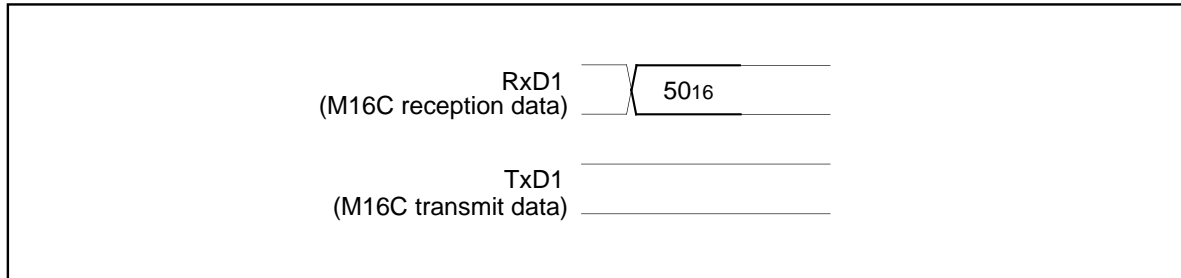 RxD1
(M16C reception data)
5016
TxD1
(M16C transmit data)